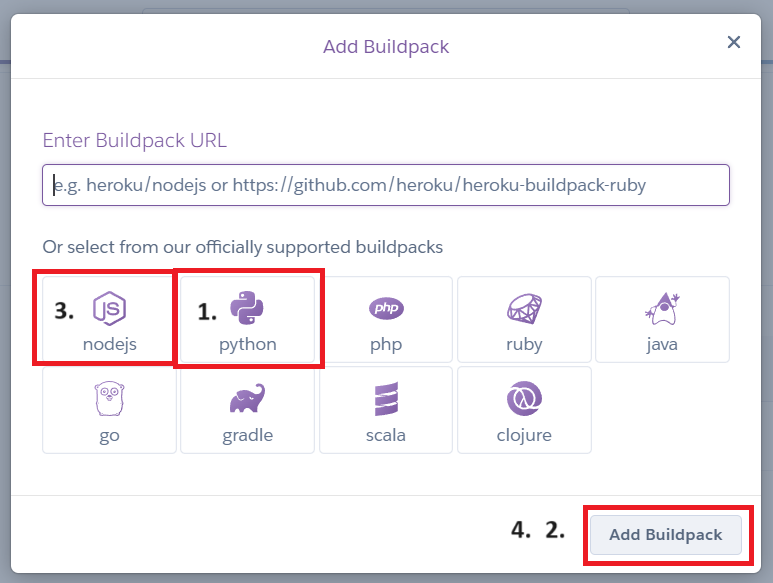 Add Buildpack
×
Enter Buildpack URL
e.g. heroku/nodejs or https://github.com/heroku/heroku-buildpack-ruby
Or select from our officially supported buildpacks
3. JS 1. php
nodejs python php ruby java
go gradle scala clojure
4. 2. Add Buildpack